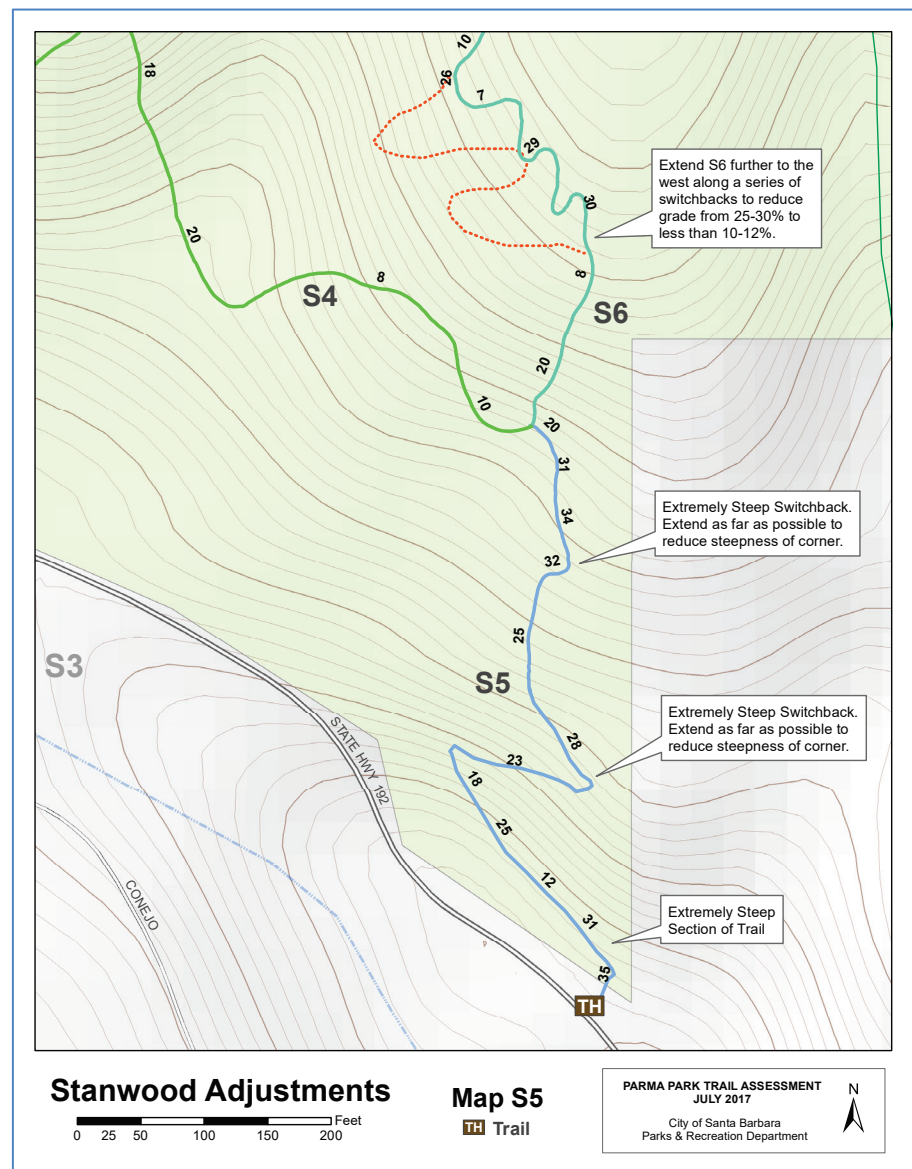 10
18
26
7
29
Extend S6 further to the
west along a series of
switchbacks to reduce
grade from 25-30% to
less than 10-12%.
30
20
8
8
S4
S6
20
10
20
31
Extremely Steep Switchback.
Extend as far as possible to
reduce steepness of corner.
34
32
25
S3
S5
Extremely Steep Switchback.
Extend as far as possible to
reduce steepness of corner.
STATE HWY 192
28
23
18
25
12
CONEJO
31
Extremely Steep
Section of Trail
P
35
TH
Stanwood Adjustments
Feet
0 25 50 100 150 200
Map S5
TH Trail
PARMA PARK TRAIL ASSESSMENT
JULY 2017
City of Santa Barbara
Parks & Recreation Department
N